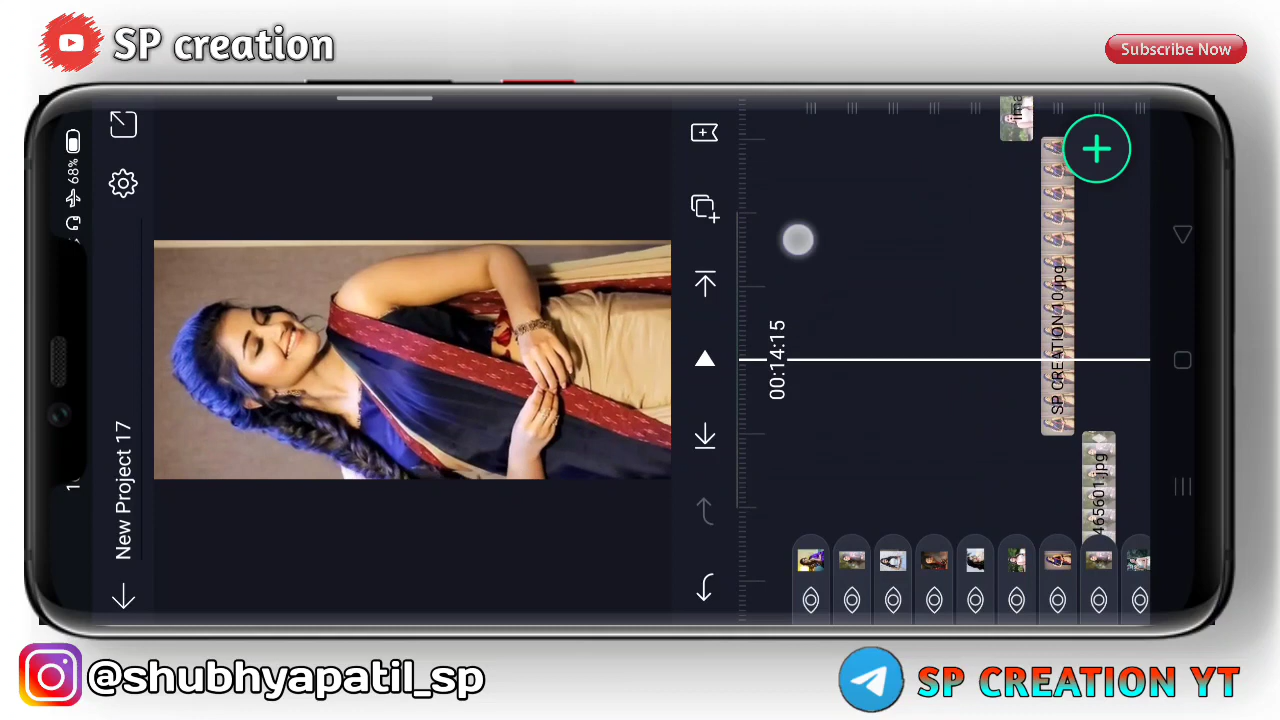 SP creation
Subscribe Now
68%
New Project 17
00:14:15
SP CREATION 10.jpg
465601.jpg
@shubhyapatil_sp
SP CREATION YT